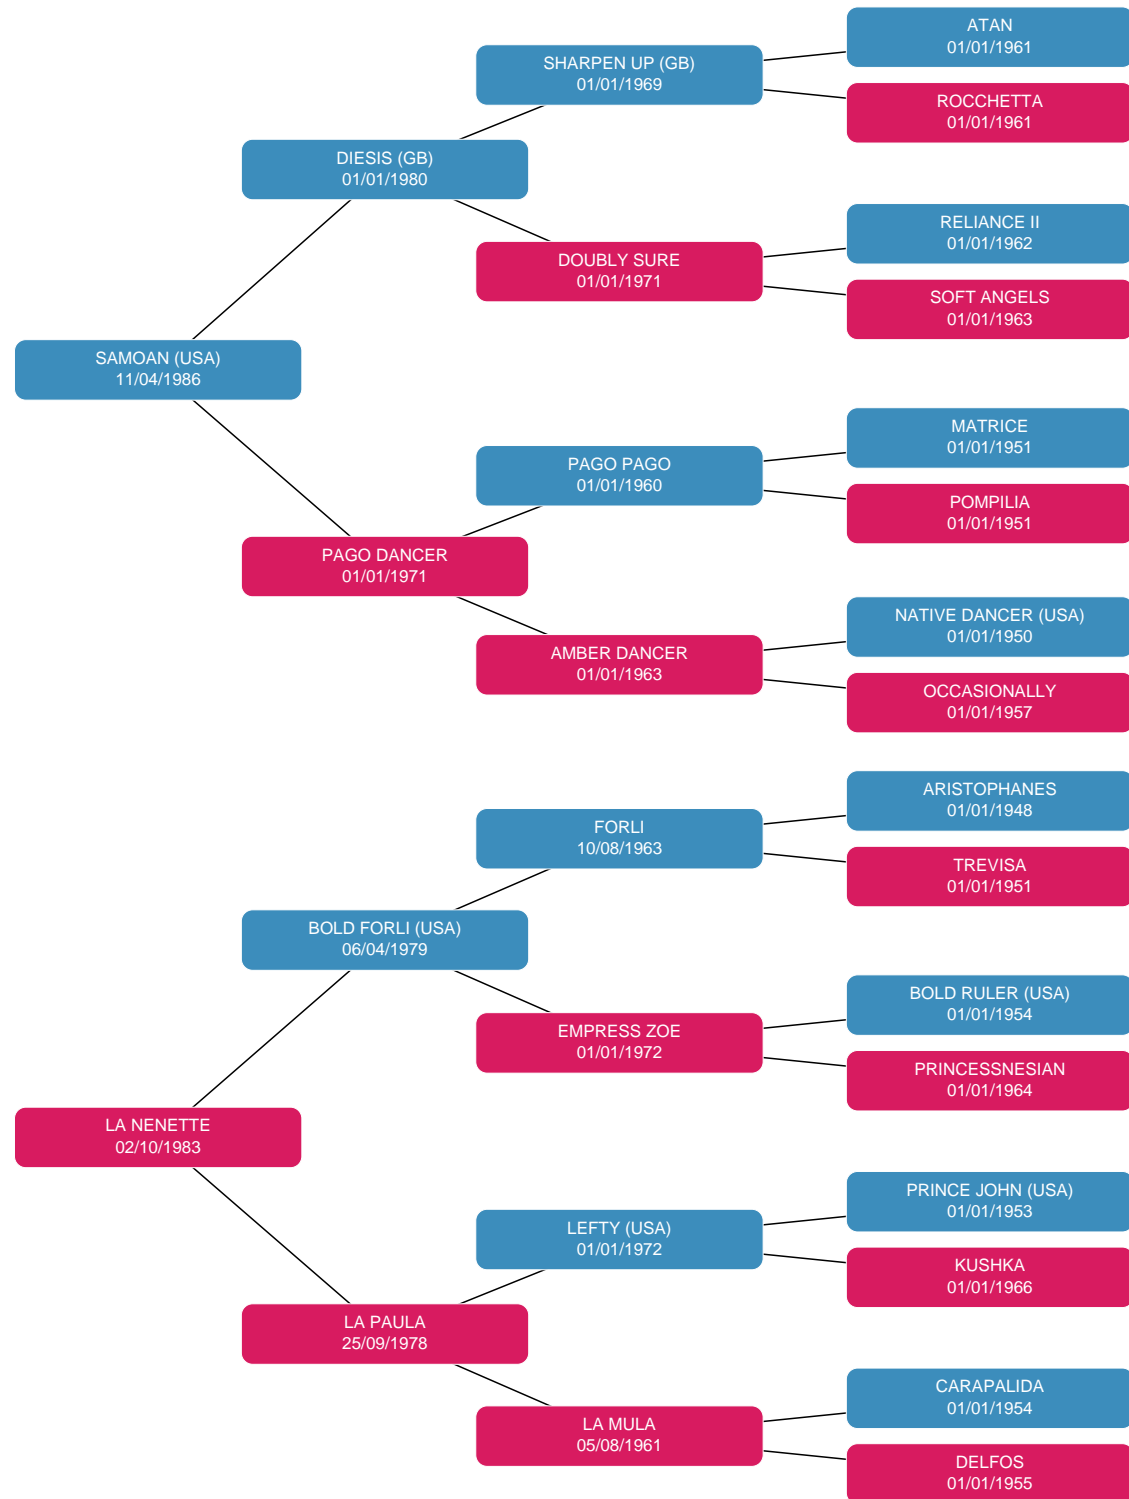 ATAN
01/01/1961
SHARPEN UP (GB)
01/01/1969
ROCCHETTA
01/01/1961
DIESIS (GB)
01/01/1980
RELIANCE II
01/01/1962
DOUBLY SURE
01/01/1971
SOFT ANGELS
01/01/1963
SAMOAN (USA)
11/04/1986
MATRICE
01/01/1951
PAGO PAGO
01/01/1960
POMPILIA
01/01/1951
PAGO DANCER
01/01/1971
NATIVE DANCER (USA)
01/01/1950
AMBER DANCER
01/01/1963
OCCASIONALLY
01/01/1957
ARISTOPHANES
01/01/1948
FORLI
10/08/1963
TREVISA
01/01/1951
BOLD FORLI (USA)
06/04/1979
BOLD RULER (USA)
01/01/1954
EMPRESS ZOE
01/01/1972
PRINCESSNESIAN
01/01/1964
LA NENETTE
02/10/1983
PRINCE JOHN (USA)
01/01/1953
LEFTY (USA)
01/01/1972
KUSHKA
01/01/1966
LA PAULA
25/09/1978
CARAPALIDA
01/01/1954
LA MULA
05/08/1961
DELFOS
01/01/1955